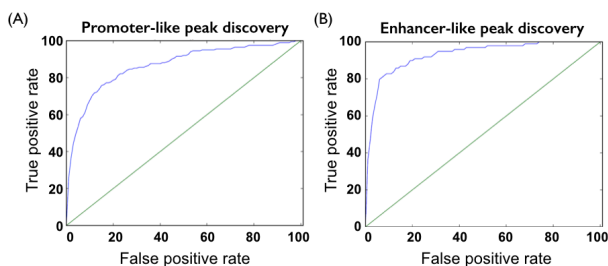 (A)
Promoter-like peak discovery
100
80
60
40
20
0
0 20 40 60 80 100
True positive rate
False positive rate
(B)
Enhancer-like peak discovery
100
80
60
40
20
0
0 20 40 60 80 100
True positive rate
False positive rate